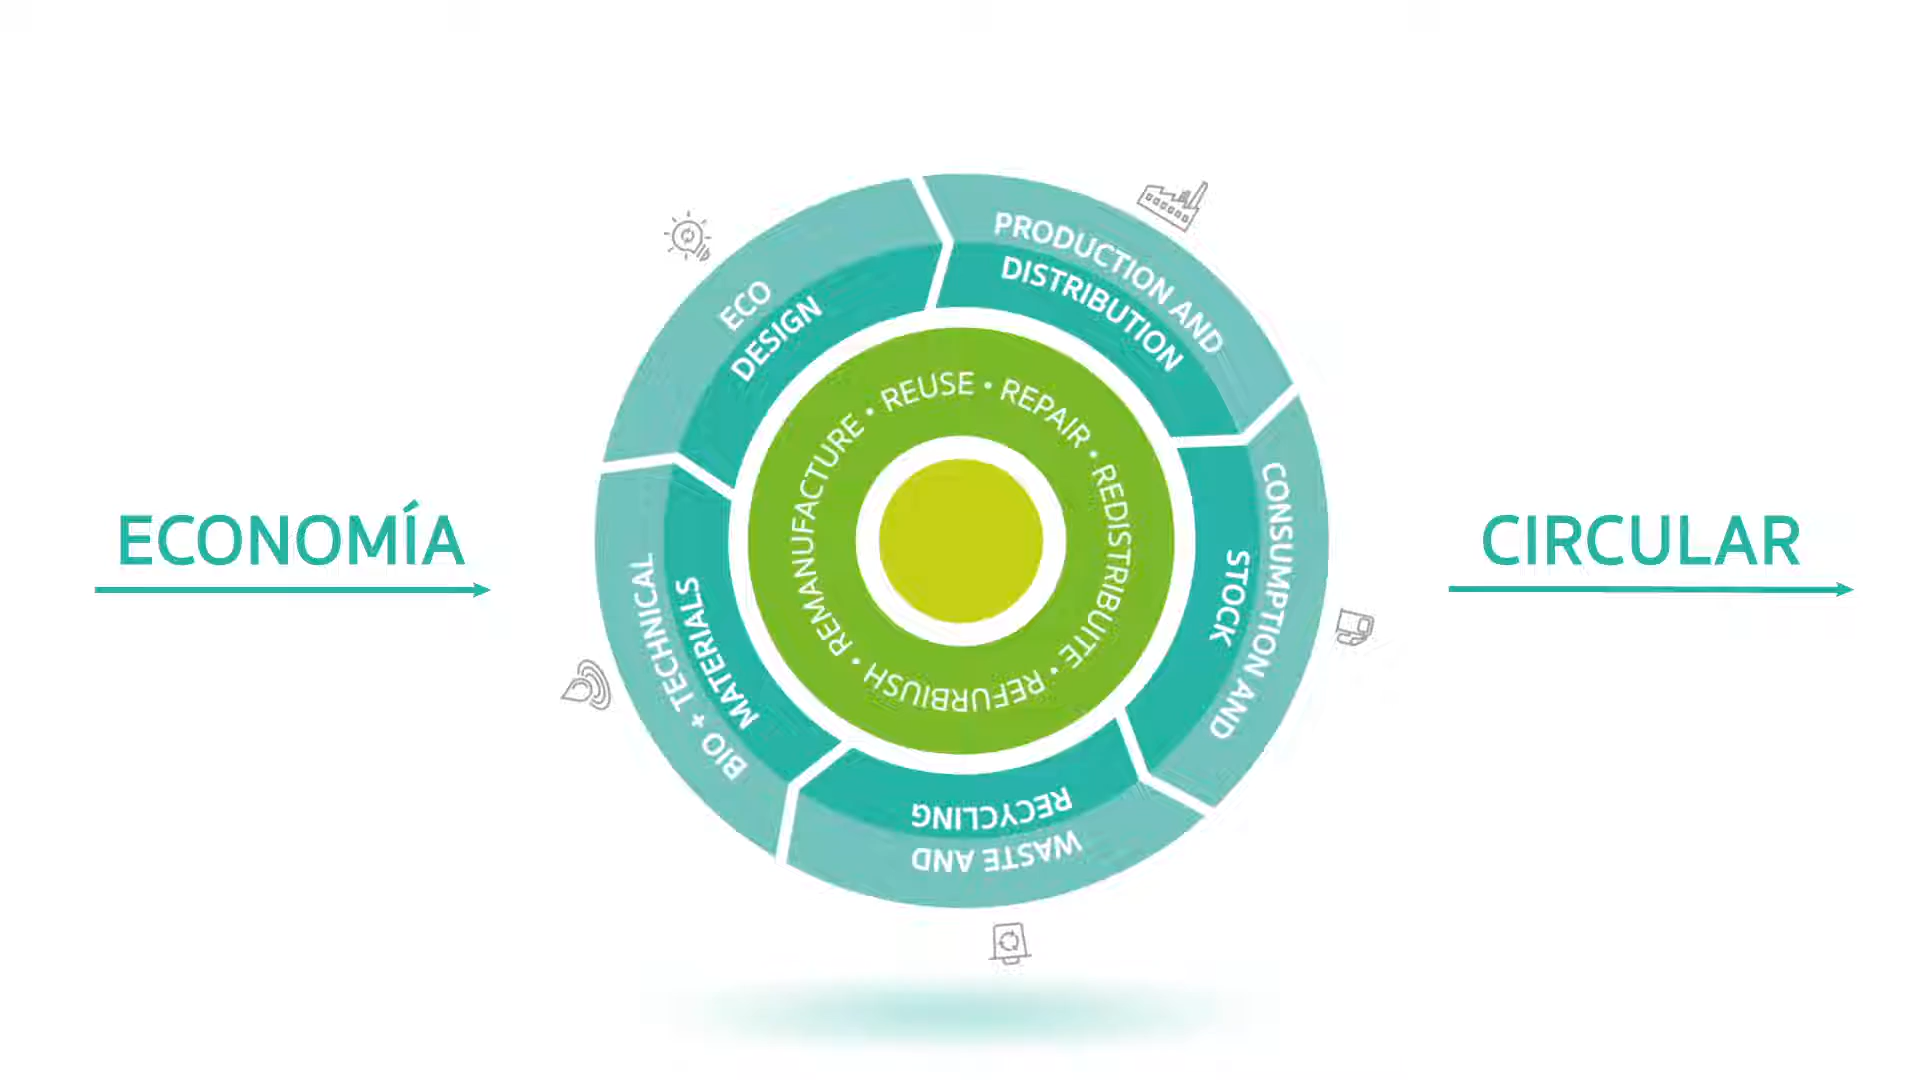 ECONOMÍA
CIRCULAR
ECO
DESIGN
PRODUCTION AND
DISTRIBUTION
CONSUMPTION AND
STOCK
WASTE AND
RECYCLING
BIO + TECHNICAL
MATERIALS
REMANUFACTURE • REUSE • REPAIR • REDISTRIBUITE • REFURBIUSH •